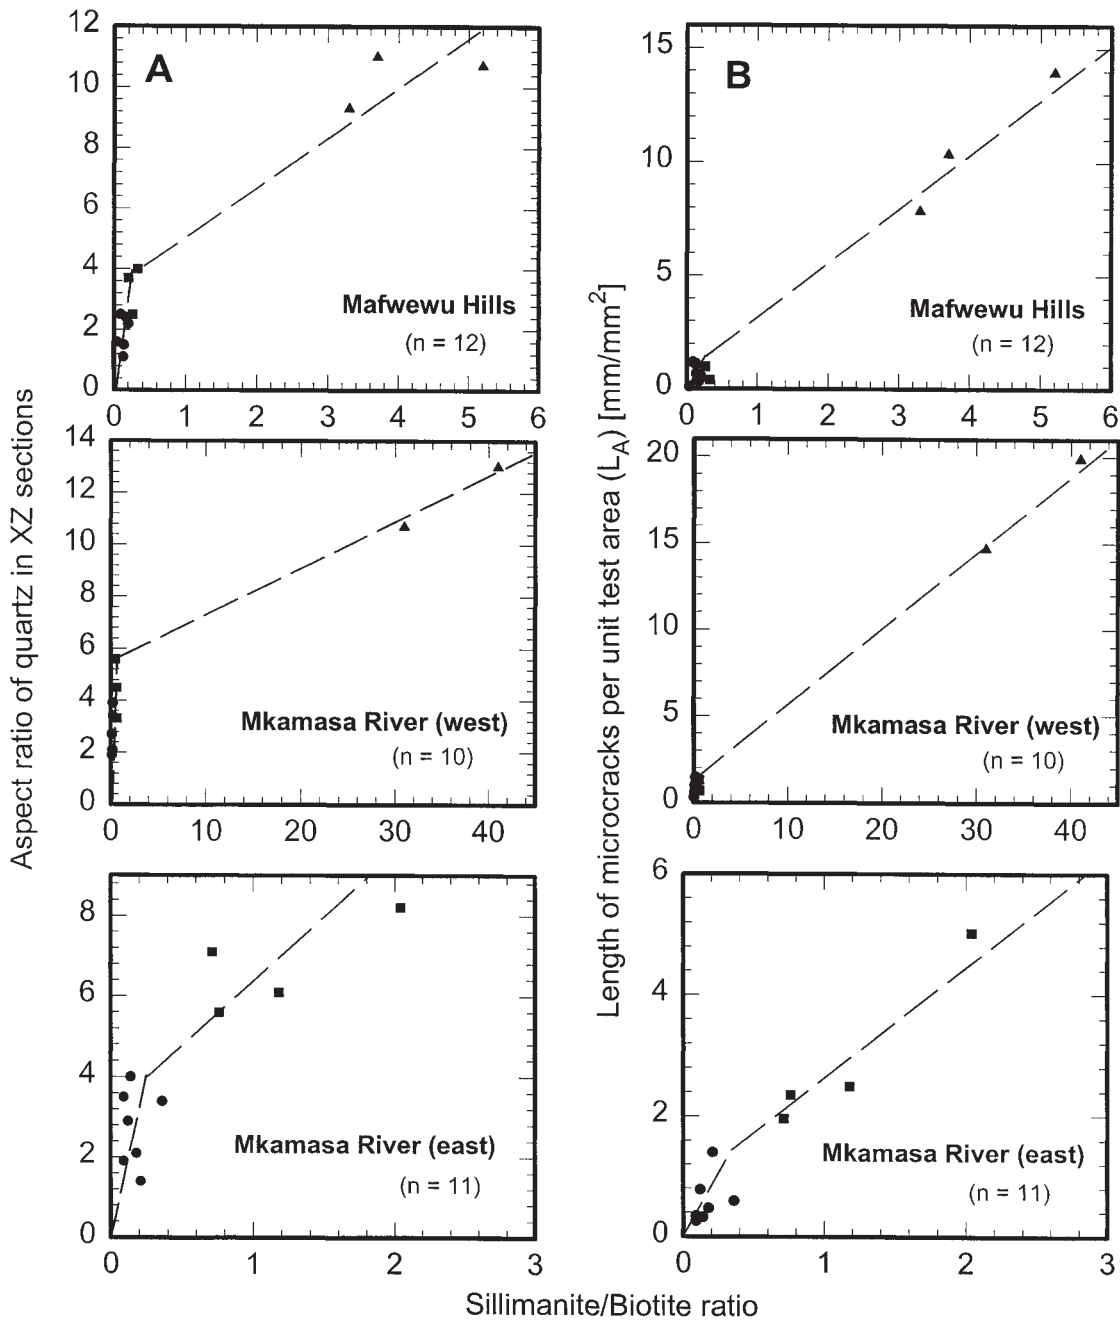 A
12
10
8
6
4
2
0
0 1 2 3 4 5 6
Mafwewu Hills
(n = 12)
14
12
10
8
6
4
2
0
0 10 20 30 40
Mkamasa River (west)
(n = 10)
8
6
4
2
0
0 1 2 3
Mkamasa River (east)
(n = 11)
Aspect ratio of quartz in XZ sections
B
15
10
5
0
0 1 2 3 4 5 6
Mafwewu Hills
(n = 12)
20
15
10
5
0
0 10 20 30 40
Mkamasa River (west)
(n = 10)
6
4
2
0
0 1 2 3
Mkamasa River (east)
(n = 11)
Length of microcracks per unit test area (L_A) [mm/mm²]
Sillimanite/Biotite ratio